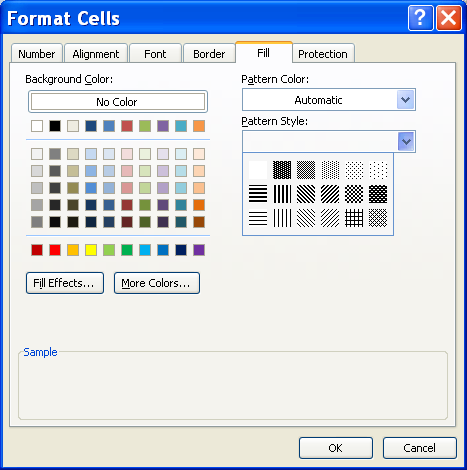 Format Cells
Number Alignment Font Border Fill Protection
Background Color: Pattern Color:
No Color Automatic
Pattern Style:
Fill Effects... More Colors...
Sample
OK Cancel